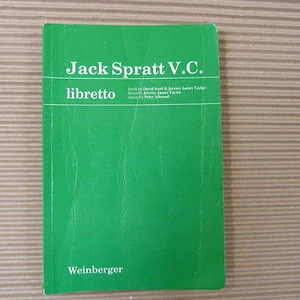 Jack Spratt V.C.
libretto
book by David Scott & Jeremy James Taylor
lyrics by Jeremy James Taylor
music by Peter Allwood
Weinberger